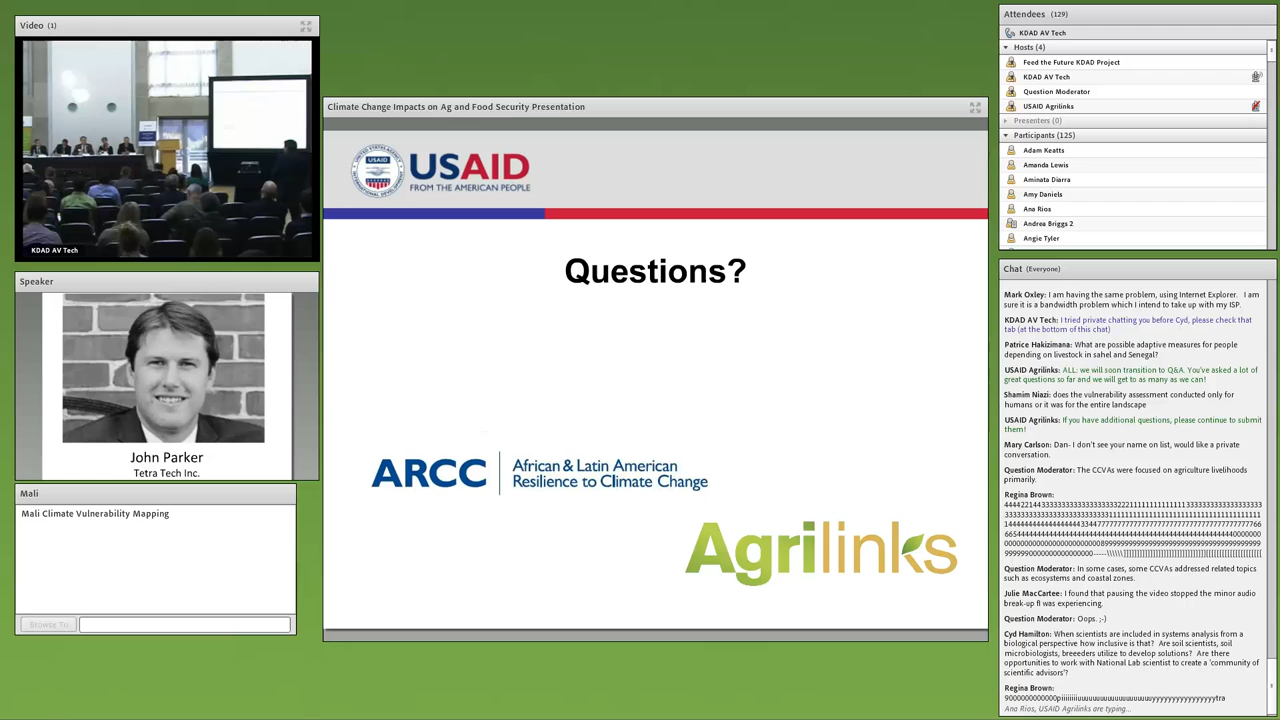 Video (1)
KDAD AV Tech
Speaker
John Parker
Tetra Tech Inc.
Mali
Mali Climate Vulnerability Mapping
Browse To
Climate Change Impacts on Ag and Food Security Presentation
USAID
USAID
FROM THE AMERICAN PEOPLE
Questions?
ARCC
African & Latin American
Resilience to Climate Change
Agrilinks
Attendees (129)
KDAD AV Tech
Hosts (4)
Feed the Future KDAD Project
KDAD AV Tech
Question Moderator
USAID Agrilinks
Presenters (0)
Participants (125)
Adam Keatts
Amanda Lewis
Aminata Diarra
Amy Daniels
Ana Rios
Andrea Briggs 2
Angie Tyler
Chat (Everyone)
Mark Oxley: I am having the same problem, using Internet Explorer. I am
sure it is a bandwidth problem which I intend to take up with my ISP.
KDAD AV Tech: I tried private chatting you before Cyd, please check that
tab (at the bottom of this chat)
Patrice Hakizimana: What are possible adaptive measures for people
depending on livestock in sahel and Senegal?
USAID Agrilinks: ALL: we will soon transition to Q&A. You've asked a lot of
great questions so far and we will get to as many as we can!
Shamim Niazi: does the vulnerability assessment conducted only for
humans or it was for the entire landscape
USAID Agrilinks: If you have additional questions, please continue to submit
them!
Mary Carlson: Dan- I don't see your name on list, would like a private
conversation.
Question Moderator: The CCVAs were focused on agriculture livelihoods
primarily.
Regina Brown:
Question Moderator: In some cases, some CCVAs addressed related topics
such as ecosystems and coastal zones.
Julie MacCartee: I found that pausing the video stopped the minor audio
break-up fI was experiencing.
Question Moderator: Oops. ;-)
Cyd Hamilton: When scientists are included in systems analysis from a
biological perspective how inclusive is that? Are soil scientists, soil
microbiologists, breeeders utilize to develop solutions? Are there
opportunities to work with National Lab scientist to create a 'community of
scientific advisors'?
Regina Brown:
Ana Rios, USAID Agrilinks are typing...